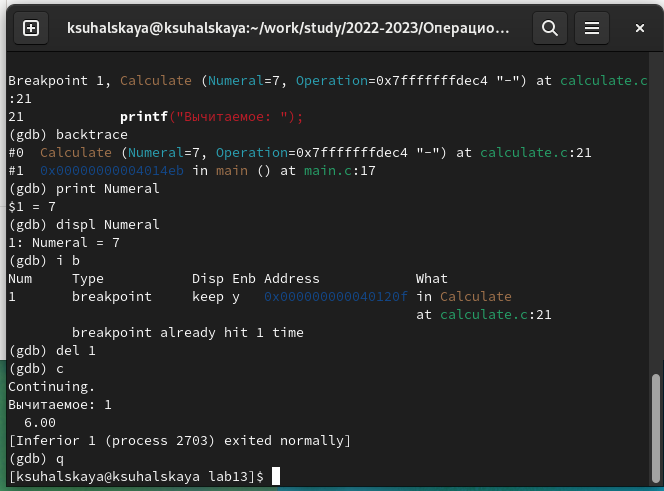 ksuhalskaya@ksuhalskaya:~/work/study/2022-2023/Операцио...
Breakpoint 1, Calculate (Numeral=7, Operation=0x7fffffffdec4 "-") at calculate.c
:21
21            printf("Вычитаемое: ");
(gdb) backtrace
#0  Calculate (Numeral=7, Operation=0x7fffffffdec4 "-") at calculate.c:21
#1  0x00000000004014eb in main () at main.c:17
(gdb) print Numeral
$1 = 7
(gdb) displ Numeral
1: Numeral = 7
(gdb) i b
Num     Type           Disp Enb Address            What
1       breakpoint     keep y   0x000000000040120f in Calculate
                                                   at calculate.c:21
        breakpoint already hit 1 time
(gdb) del 1
(gdb) c
Continuing.
Вычитаемое: 1
  6.00
[Inferior 1 (process 2703) exited normally]
(gdb) q
[ksuhalskaya@ksuhalskaya lab13]$